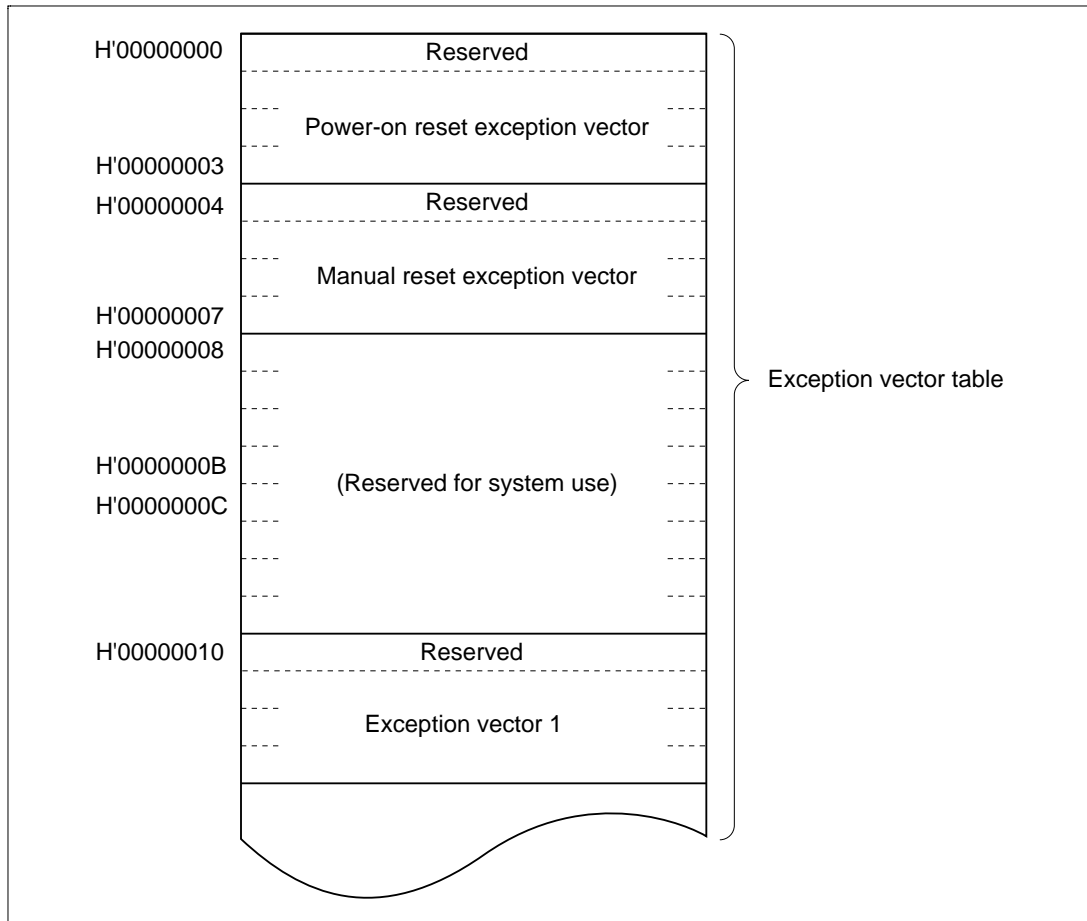 H'00000000
Reserved
Power-on reset exception vector
H'00000003
H'00000004
Reserved
Manual reset exception vector
H'00000007
H'00000008
Exception vector table
H'0000000B
(Reserved for system use)
H'0000000C
H'00000010
Reserved
Exception vector 1